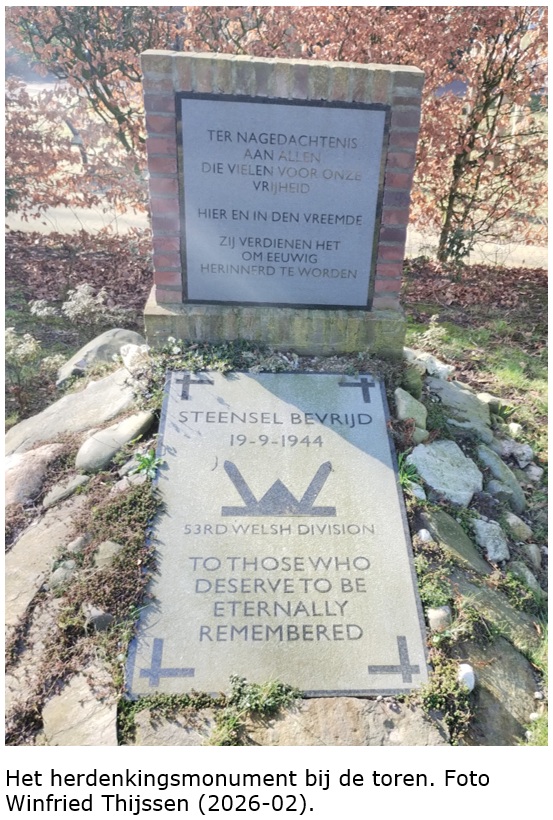 TER NAGEDACHTENIS
AAN ALLEN
DIE VIELEN VOOR ONZE
VRIJHEID
HIER EN IN DEN VREEMDE
ZIJ VERDIENEN HET
OM EEUWIG
HERINNERD TE WORDEN
STEENSEL BEVRIJD
19-9-1944
53RD WELSH DIVISION
TO THOSE WHO
DESERVE TO BE
ETERNALLY
REMEMBERED
Het herdenkingsmonument bij de toren. Foto
Winfried Thijssen (2026-02).